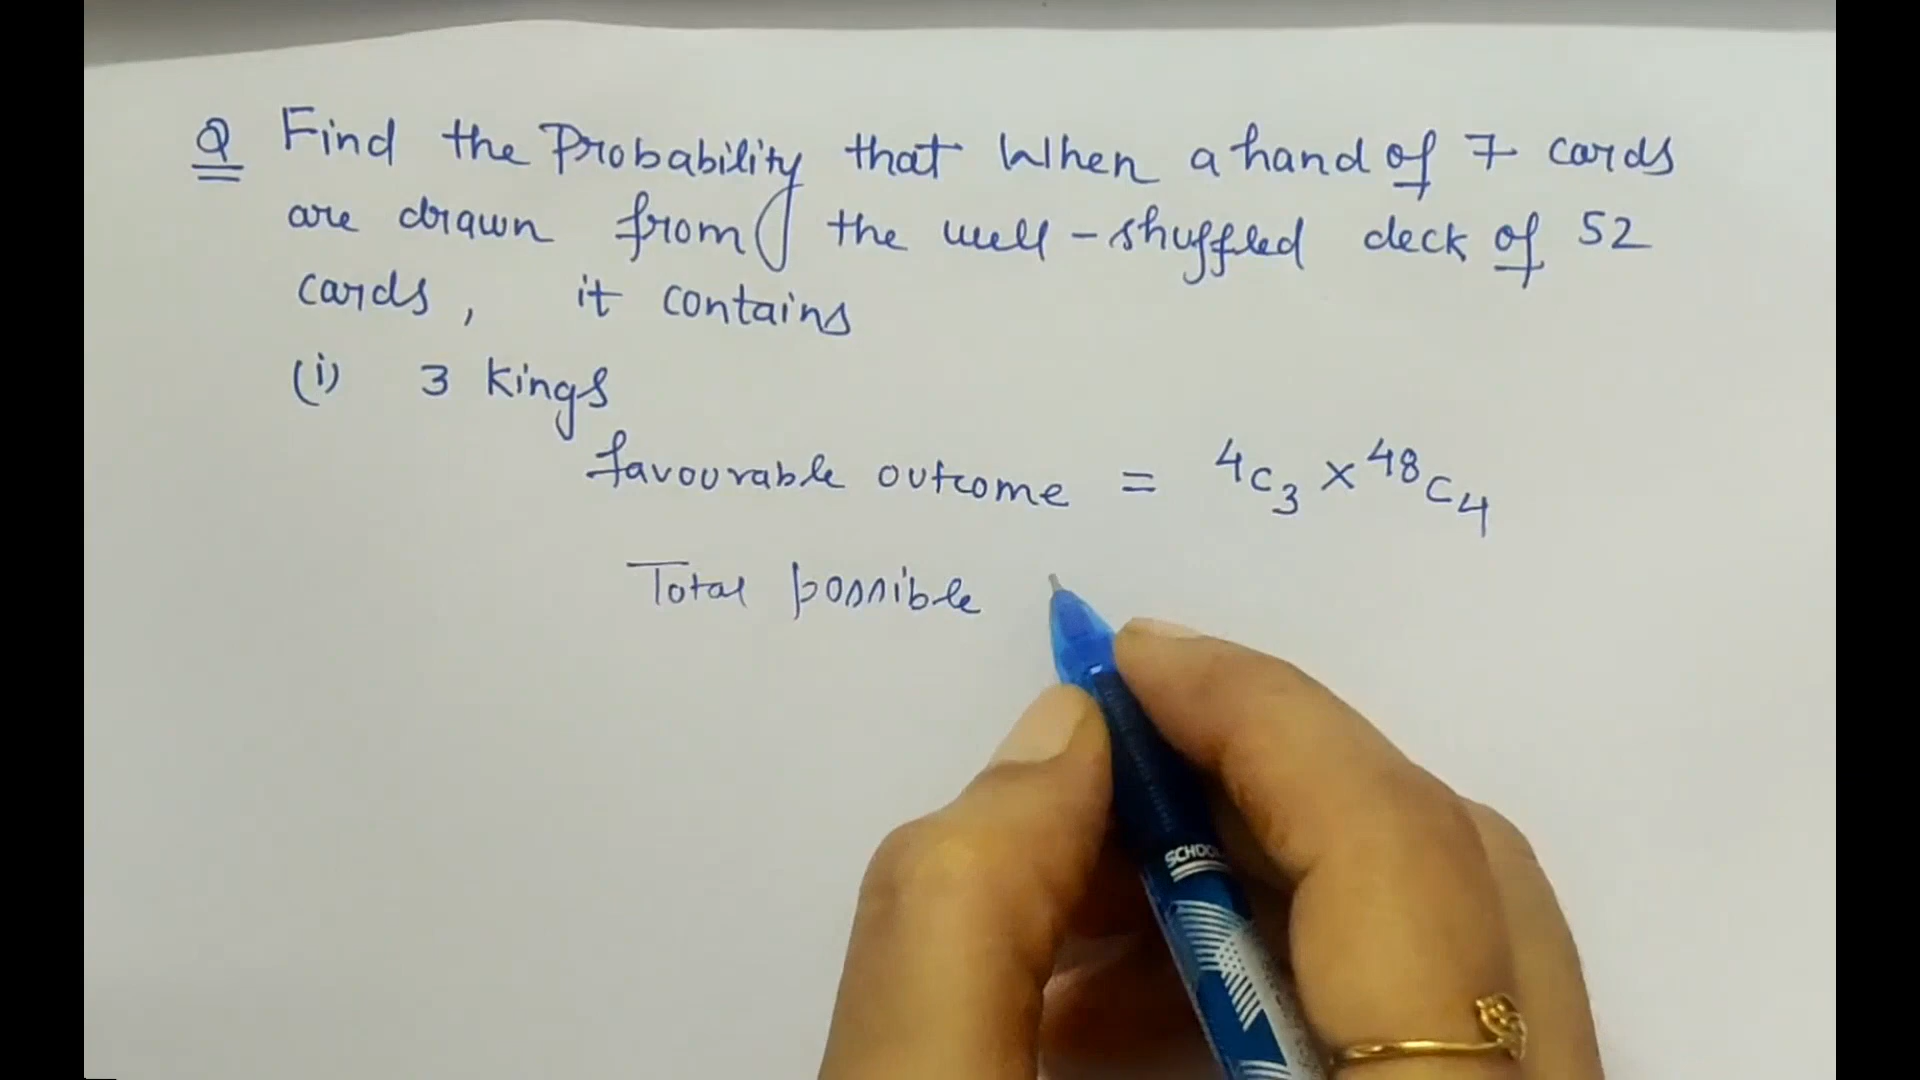 Q Find the Probability that When a hand of 7 cards
are drawn from the well-shuffled deck of 52
cards, it contains
(i) 3 Kings
favourable outcome = ⁴C₃ × ⁴⁸C₄
Total possible
SCHOOL